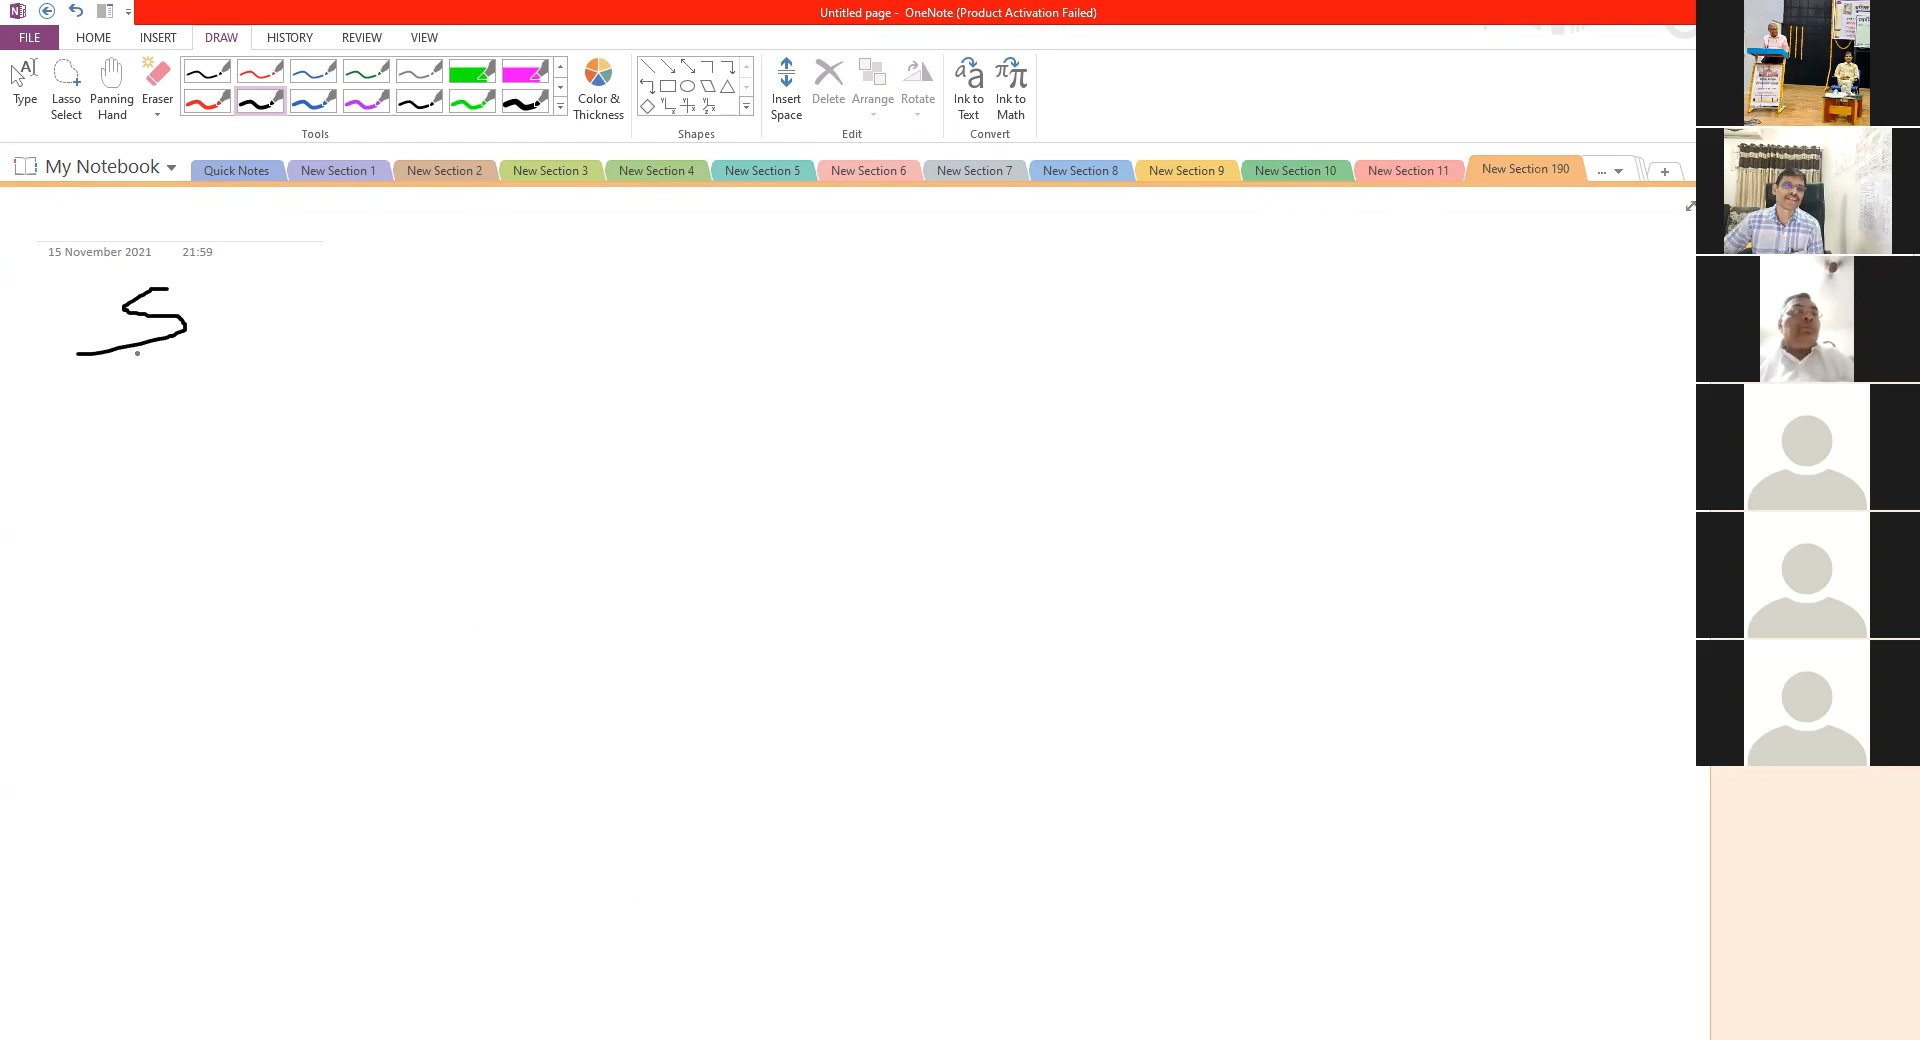 Untitled page - OneNote (Product Activation Failed)
FILE HOME INSERT DRAW HISTORY REVIEW VIEW
Type
Lasso Select
Panning Hand
Eraser
Color & Thickness
Insert Space
Delete
Arrange
Rotate
Ink to Text
Ink to Math
Tools
Shapes
Edit
Convert
My Notebook
Quick Notes
New Section 1
New Section 2
New Section 3
New Section 4
New Section 5
New Section 6
New Section 7
New Section 8
New Section 9
New Section 10
New Section 11
New Section 190
...
15 November 2021 21:59
S